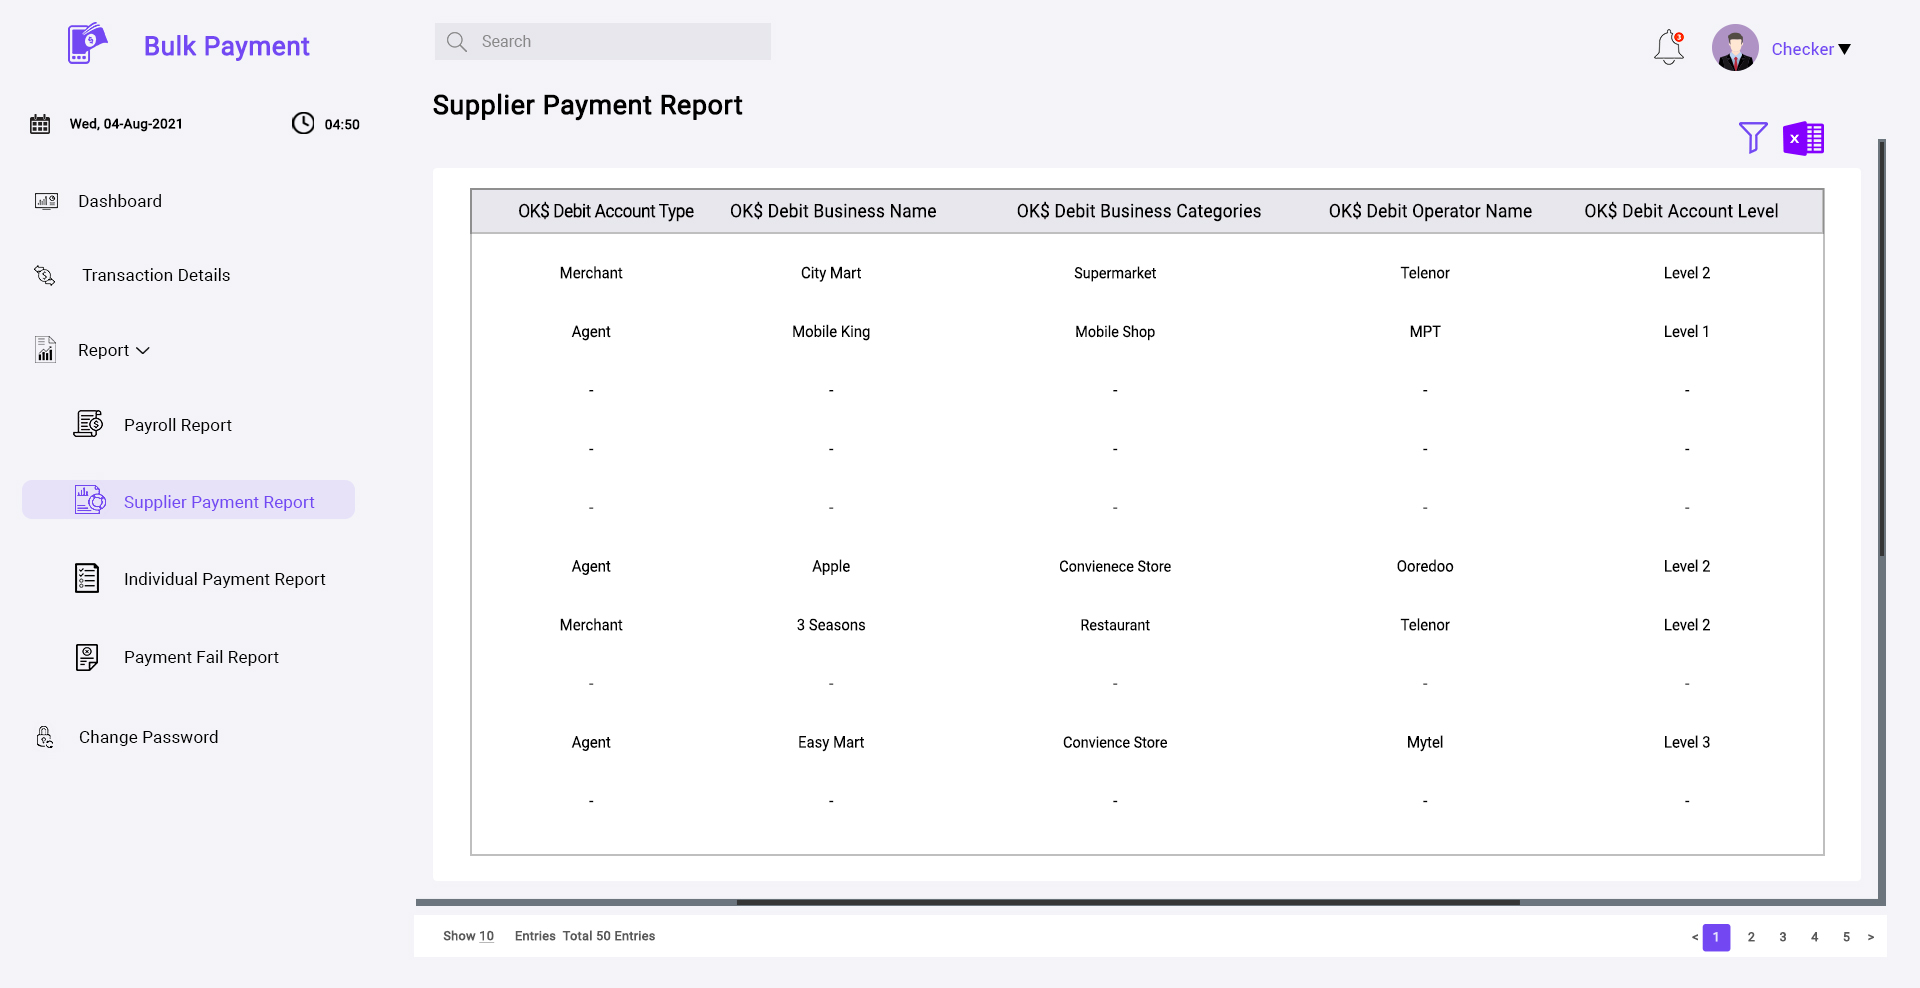 Bulk Payment
Search
3
Checker
Wed, 04-Aug-2021
04:50
Supplier Payment Report
Dashboard
Transaction Details
Report
Payroll Report
Supplier Payment Report
Individual Payment Report
Payment Fail Report
Change Password
X
OK$ Debit Account Type OK$ Debit Business Name OK$ Debit Business Categories OK$ Debit Operator Name OK$ Debit Account Level
Merchant City Mart Supermarket Telenor Level 2
Agent Mobile King Mobile Shop MPT Level 1
- - - - -
- - - - -
- - - - -
Agent Apple Convienece Store Ooredoo Level 2
Merchant 3 Seasons Restaurant Telenor Level 2
- - - - -
Agent Easy Mart Convience Store Mytel Level 3
- - - - -
Show 10 Entries Total 50 Entries
< 1 2 3 4 5 >